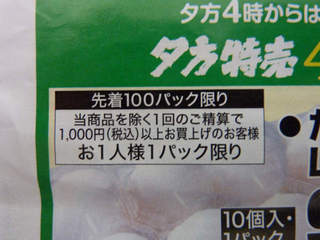 夕方4時からは
夕方特売
先着100パック限り
当商品を除く1回のご精算で
1,000円(税込)以上お買上げのお客様
お1人様1パック限り
10個入・
1パック